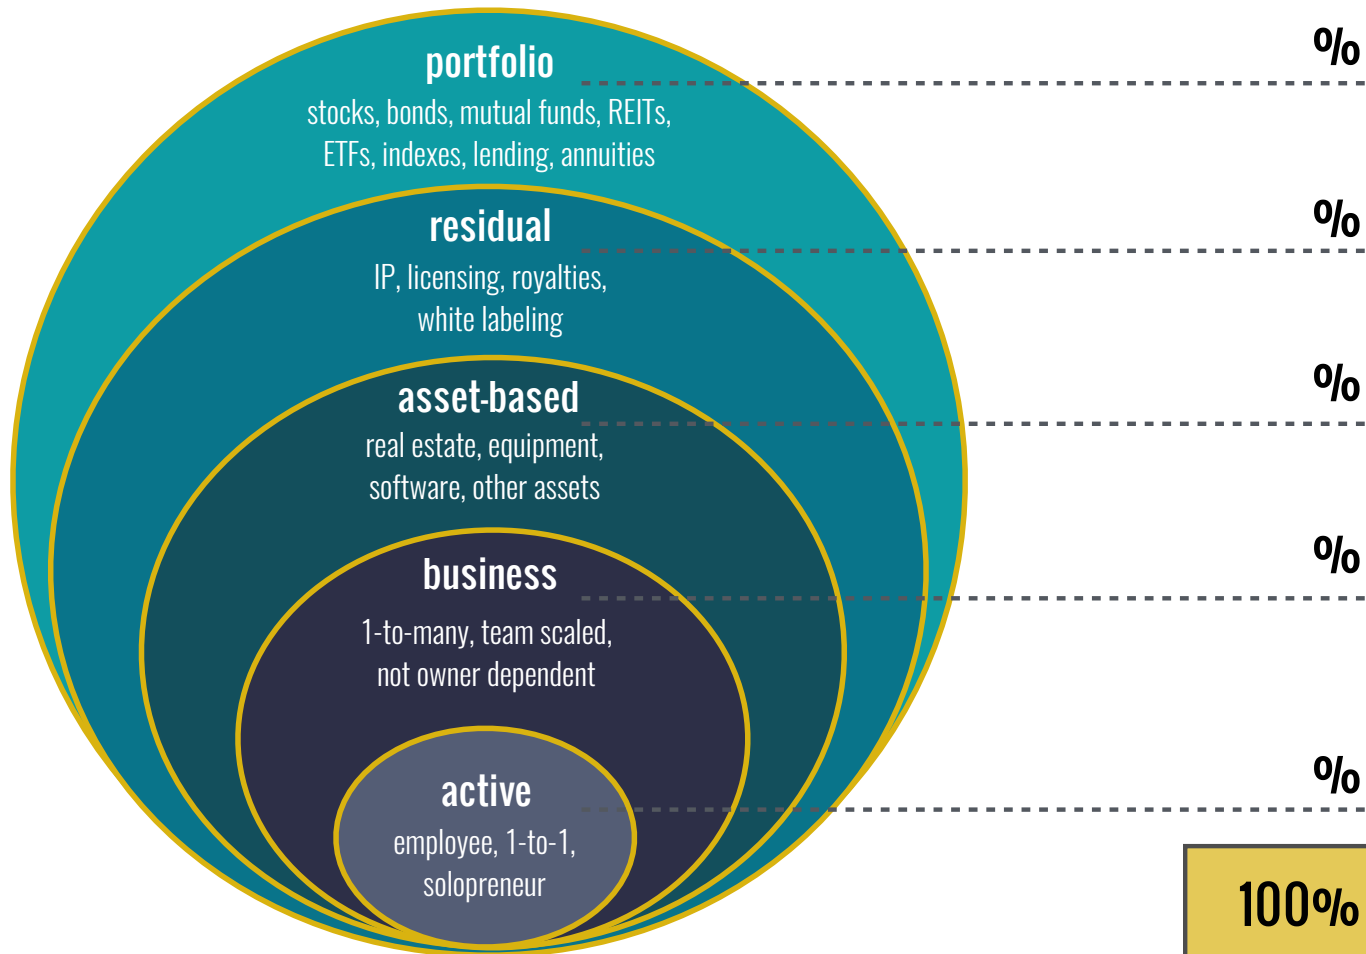 portfolio
%
stocks, bonds, mutual funds, REITs,
ETFs, indexes, lending, annuities
residual
%
IP, licensing, royalties,
white labeling
asset-based
%
real estate, equipment,
software, other assets
business
%
1-to-many, team scaled,
not owner dependent
active
%
employee, 1-to-1,
solopreneur
100%